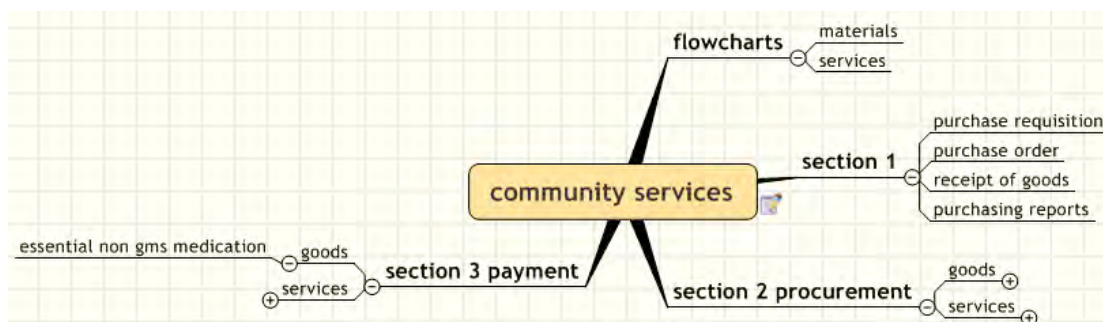 flowcharts
materials
services
community services
section 1
purchase requisition
purchase order
receipt of goods
purchasing reports
section 2 procurement
goods
services
section 3 payment
goods
essential non gms medication
services